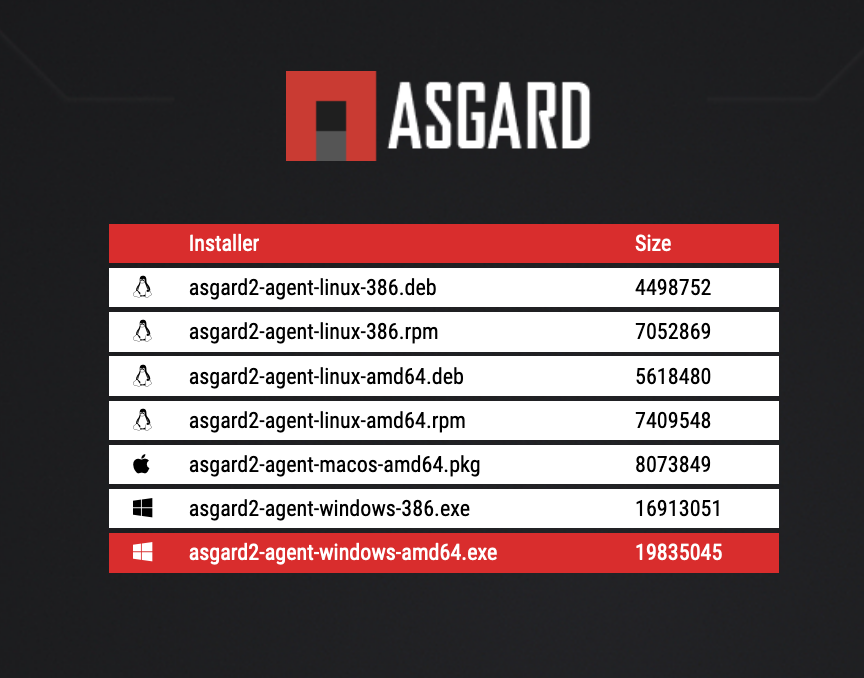 ASGARD
Installer Size
asgard2-agent-linux-386.deb 4498752
asgard2-agent-linux-386.rpm 7052869
asgard2-agent-linux-amd64.deb 5618480
asgard2-agent-linux-amd64.rpm 7409548
asgard2-agent-macos-amd64.pkg 8073849
asgard2-agent-windows-386.exe 16913051
asgard2-agent-windows-amd64.exe 19835045